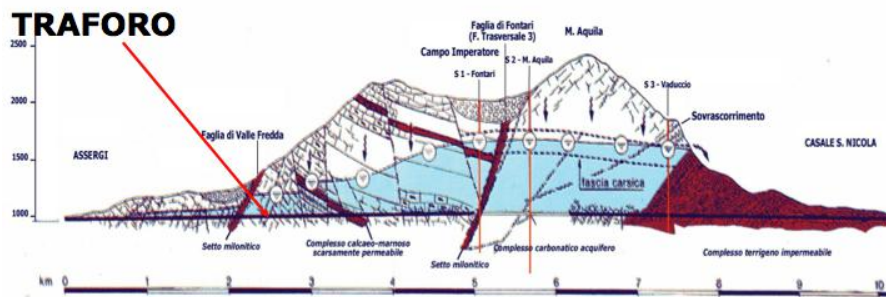 TRAFORO
Faglia di Fontari
(F. Trasversale 3)
M. Aquila
Campo Imperatore
S 2 - M. Aquila
S 1 - Fontari
S 3 - Vaduccio
2500
2000
1500
1000
Sovrascorrimento
Faglia di Valle Fredda
ASSERGI
CASALE S. NICOLA
fascia carsica
Setto milonitico
Complesso calcaeo-marnoso
scarsamente permeabile
Setto milonitico
Complesso carbonatico acquifero
Complesso terrigeno impermeabile
km
0 1 2 3 4 5 6 7 8 9 10